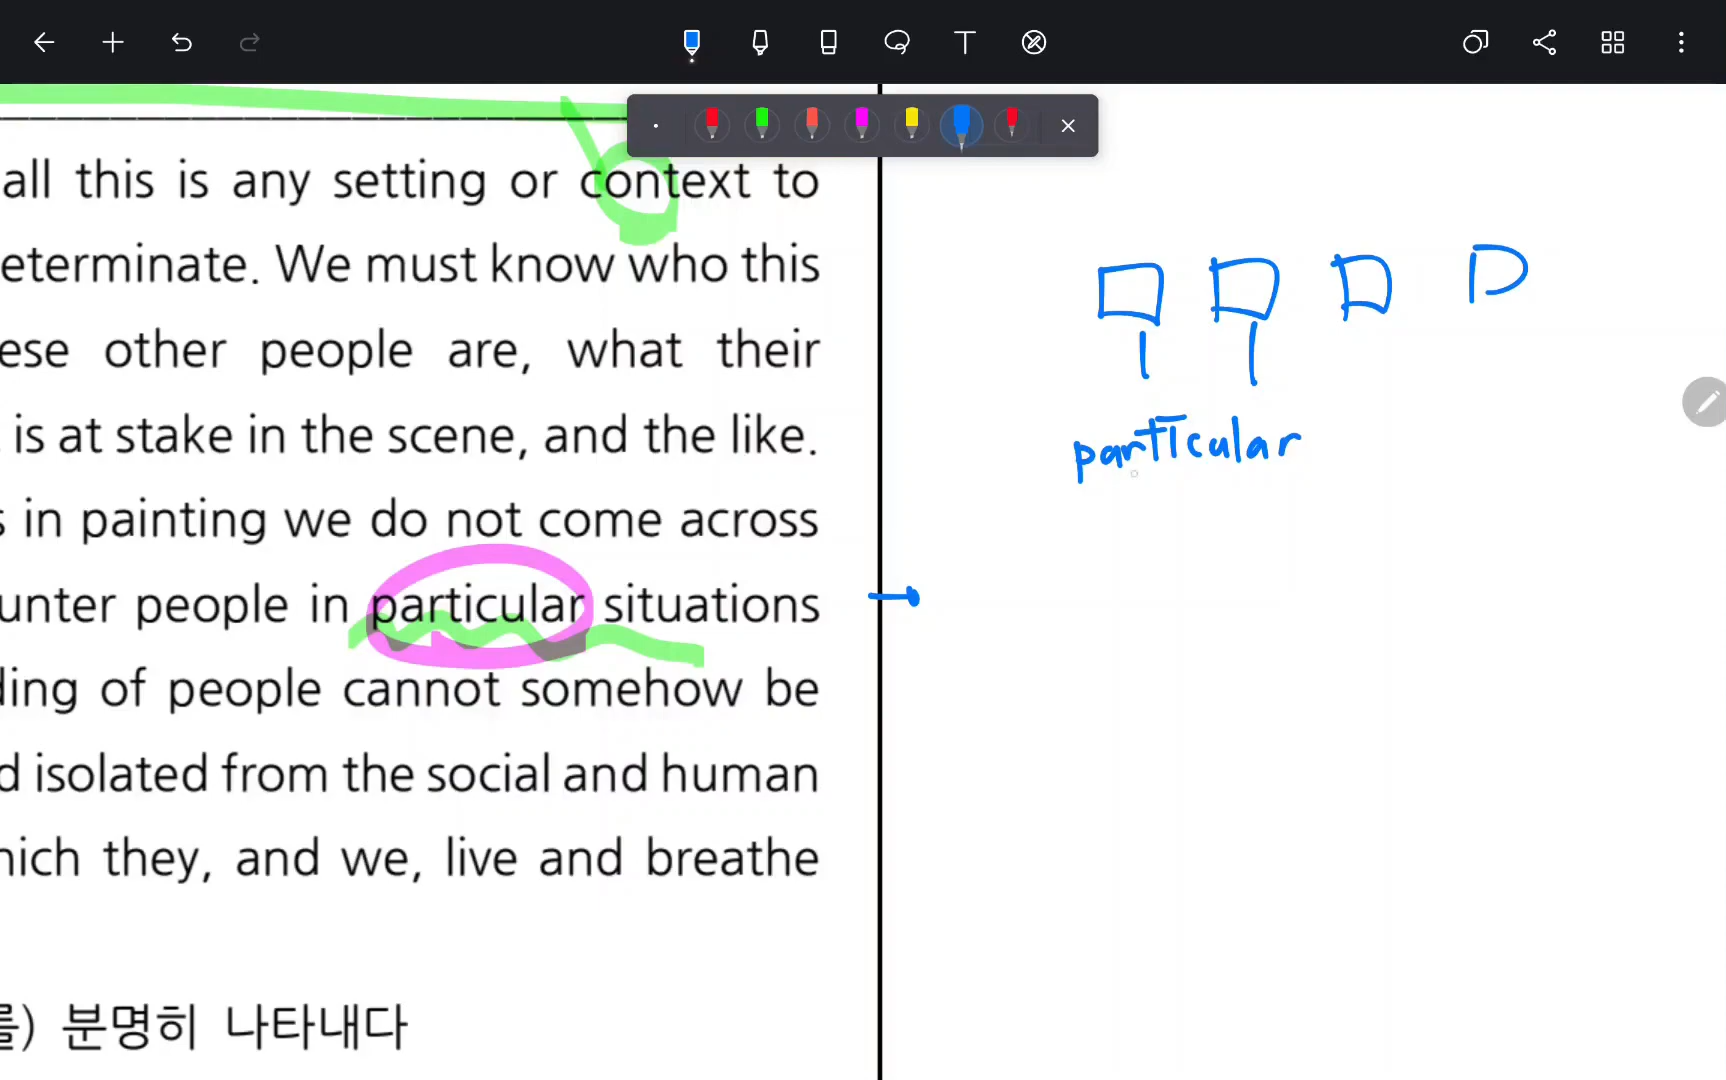 all this is any setting or context to
eterminate. We must know who this
ese other people are, what their
is at stake in the scene, and the like.
s in painting we do not come across
unter people in particular situations
ding of people cannot somehow be
d isolated from the social and human
hich they, and we, live and breathe
를) 분명히 나타내다
particular